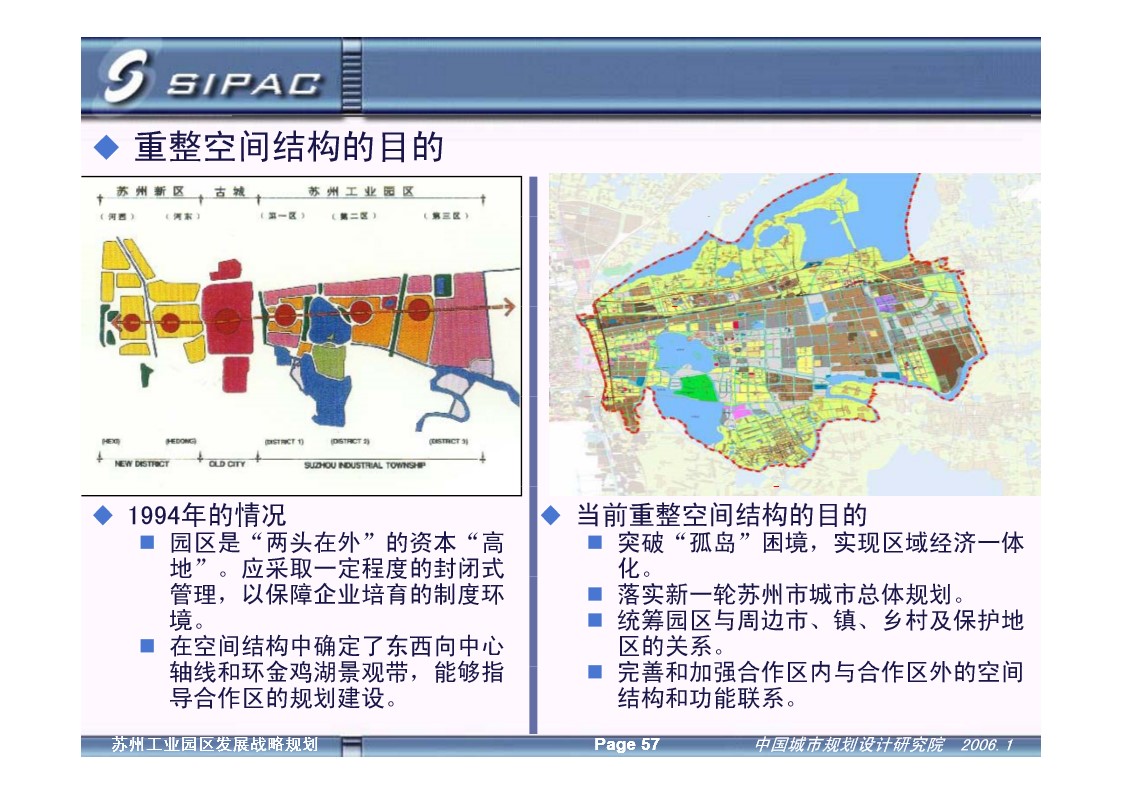 SIPAC
重整空间结构的目的
苏州新区 古城 苏州工业园区
(河西) (河东) (第一区) (第二区) (第三区)
(HEXI) (HEDONG) (DISTRICT 1) (DISTRICT 2) (DISTRICT 3)
NEW DISTRICT OLD CITY SUZHOU INDUSTRIAL TOWNSHIP
1994年的情况
园区是“两头在外”的资本“高
地”。应采取一定程度的封闭式
管理，以保障企业培育的制度环
境。
在空间结构中确定了东西向中心
轴线和环金鸡湖景观带，能够指
导合作区的规划建设。
当前重整空间结构的目的
突破“孤岛”困境，实现区域经济一体
化。
落实新一轮苏州市城市总体规划。
统筹园区与周边市、镇、乡村及保护地
区的关系。
完善和加强合作区内与合作区外的空间
结构和功能联系。
苏州工业园区发展战略规划 Page 57 中国城市规划设计研究院 2006.1